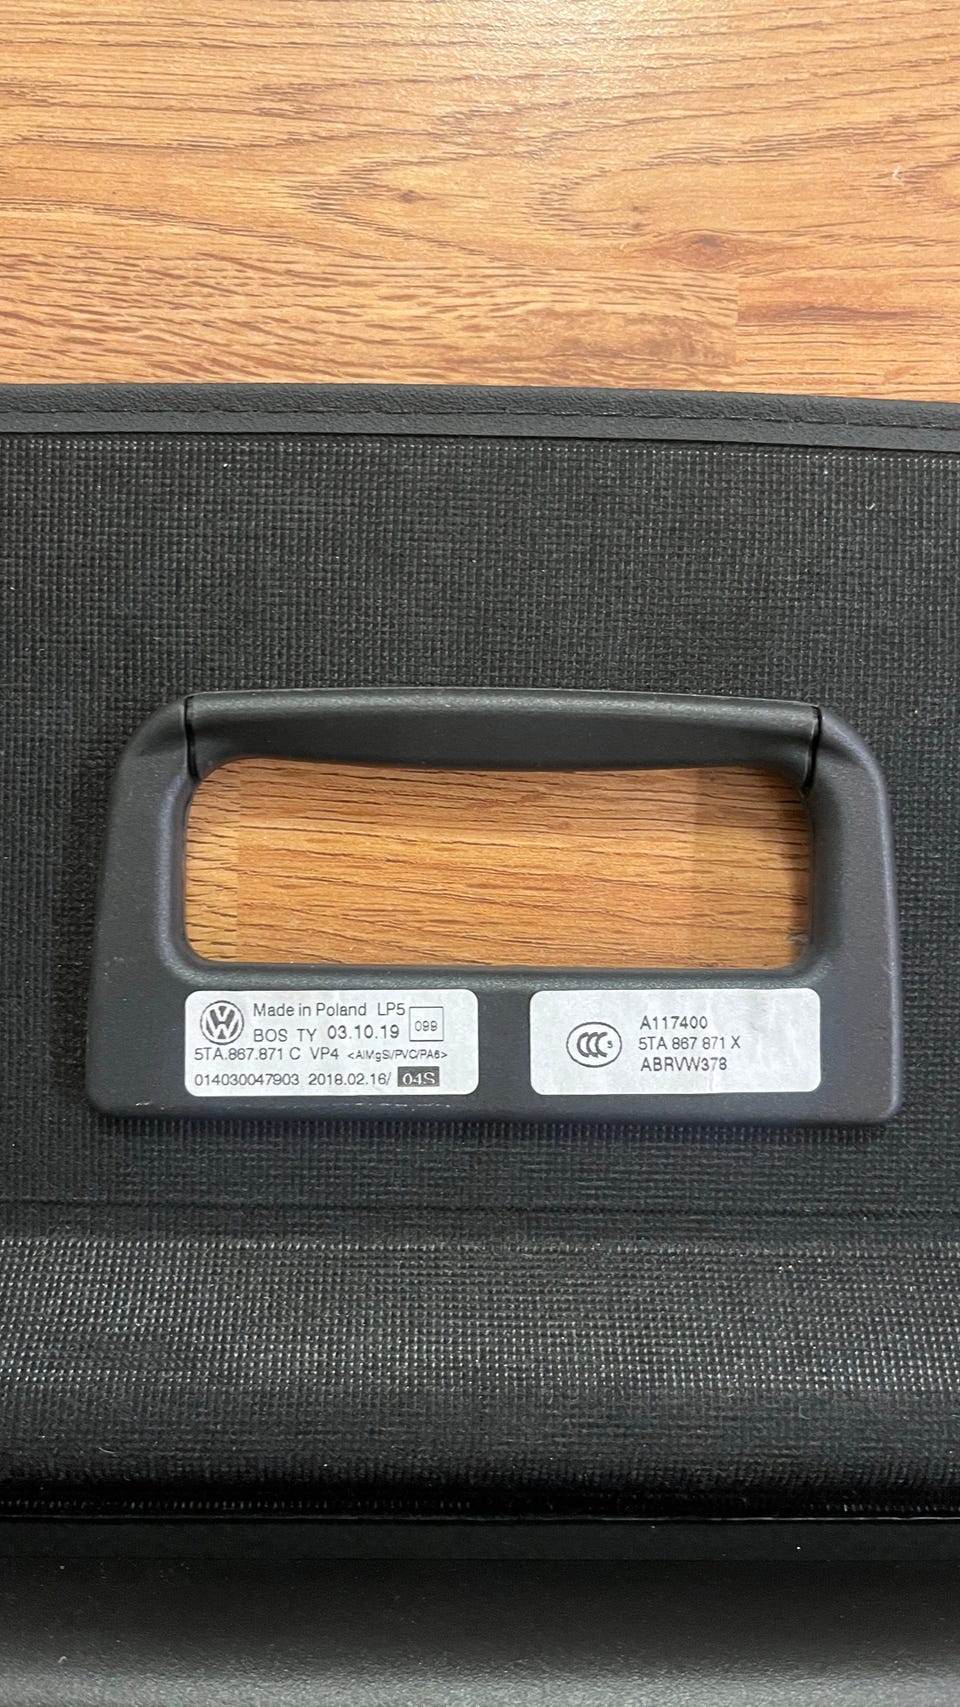 Made in Poland LP5
BOS TY 03.10.19 099
5TA.867.871 C VP4 <AlMgSi/PVC/PA6>
014030047903 2018.02.16/ 04S
CCC S
A117400
5TA 867 871 X
ABRVW378